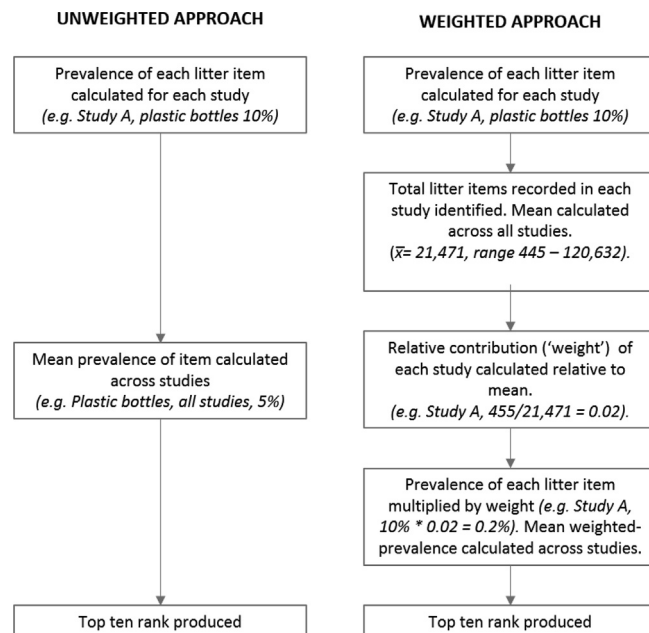 UNWEIGHTED APPROACH
Prevalence of each litter item
calculated for each study
(e.g. Study A, plastic bottles 10%)
Mean prevalence of item calculated
across studies
(e.g. Plastic bottles, all studies, 5%)
Top ten rank produced
WEIGHTED APPROACH
Prevalence of each litter item
calculated for each study
(e.g. Study A, plastic bottles 10%)
Total litter items recorded in each
study identified. Mean calculated
across all studies.
(x̅= 21,471, range 445 – 120,632).
Relative contribution (‘weight’) of
each study calculated relative to
mean.
(e.g. Study A, 455/21,471 = 0.02).
Prevalence of each litter item
multiplied by weight (e.g. Study A,
10% * 0.02 = 0.2%). Mean weighted-
prevalence calculated across studies.
Top ten rank produced